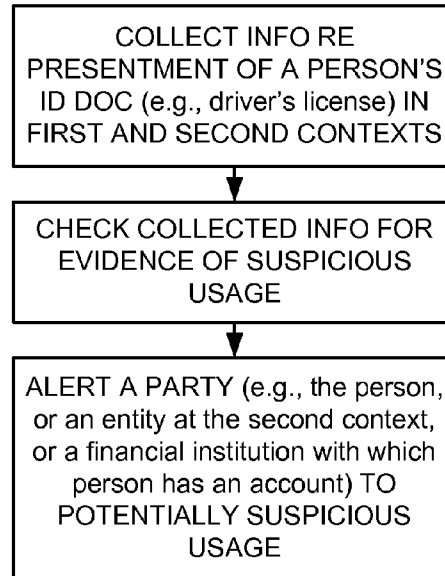 COLLECT INFO RE
PRESENTMENT OF A PERSON'S
ID DOC (e.g., driver's license) IN
FIRST AND SECOND CONTEXTS
CHECK COLLECTED INFO FOR
EVIDENCE OF SUSPICIOUS
USAGE
ALERT A PARTY (e.g., the person,
or an entity at the second context,
or a financial institution with which
person has an account) TO
POTENTIALLY SUSPICIOUS
USAGE